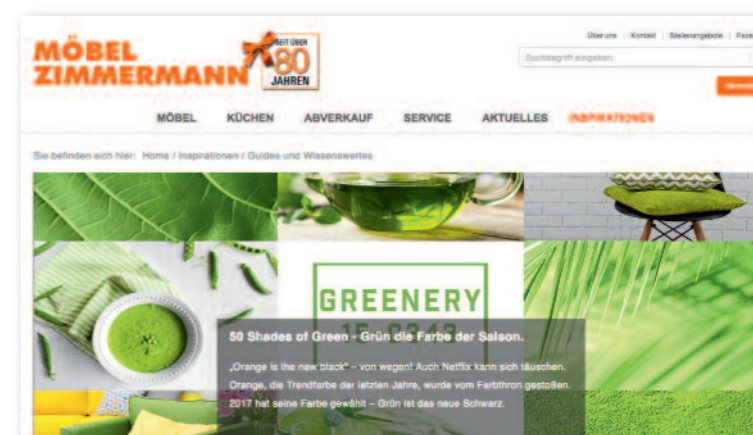 MÖBEL
ZIMMERMANN
SEIT ÜBER
80
JAHREN
Über uns Kontakt Stellenangebote
Suchbegriff eingeben
MÖBEL KÜCHEN ABVERKAUF SERVICE AKTUELLES INSPIRATIONEN
Sie befinden sich hier: Home / Inspirationen / Guides und Wissenswertes
GREENERY
15-0343
50 Shades of Green - Grün die Farbe der Saison.
„Orange is the new black“ – von wegen! Auch Netflix kann sich täuschen.
Orange, die Trendfarbe der letzten Jahre, wurde vom Farbthron gestoßen.
2017 hat seine Farbe gewählt – Grün ist das neue Schwarz.